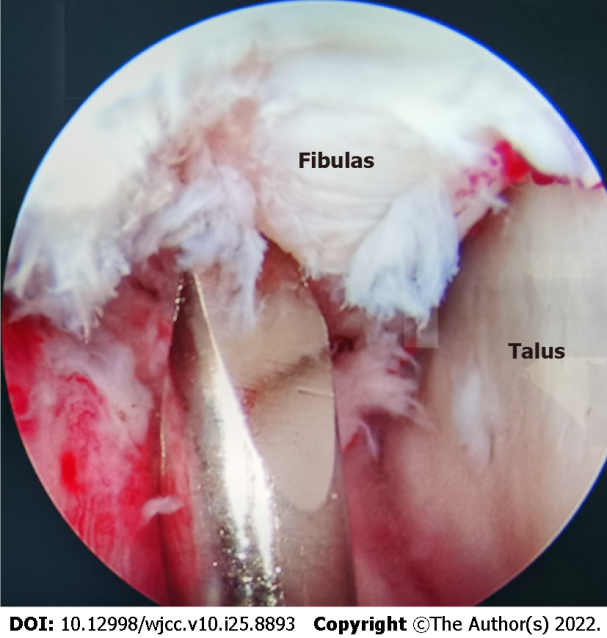 Fibulas
Talus
DOI: 10.12998/wjcc.v10.i25.8893 Copyright ©The Author(s) 2022.